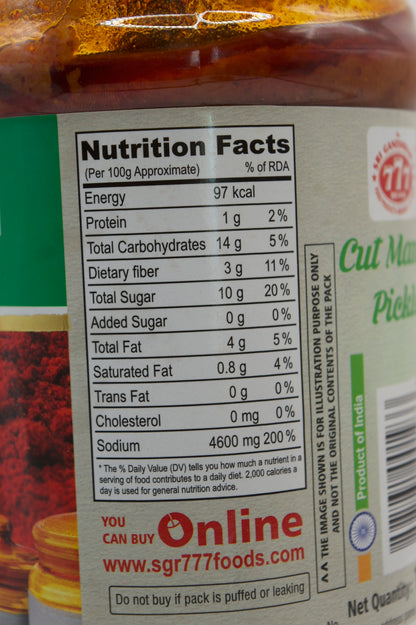 Nutrition Facts
(Per 100g Approximate) % of RDA
Energy 97 kcal
Protein 1 g 2%
Total Carbohydrates 14 g 5%
Dietary fiber 3 g 11%
Total Sugar 10 g 20%
Added Sugar 0 g 0%
Total Fat 4 g 5%
Saturated Fat 0.8 g 4%
Trans Fat 0 g 0%
Cholesterol 0 mg 0%
Sodium 4600 mg 200%
* The % Daily Value (DV) tells you how much a nutrient in a
serving of food contributes to a daily diet. 2,000 calories a
day is used for general nutrition advice.
YOU
CAN BUY Online
www.sgr777foods.com
Do not buy if pack is puffed or leaking
^^ THE IMAGE SHOWN IS FOR ILLUSTRATION PURPOSE ONLY
AND NOT THE ORIGINAL CONTENTS OF THE PACK
777
Cut Ma
Pickl
Product of India
Net Quantity: